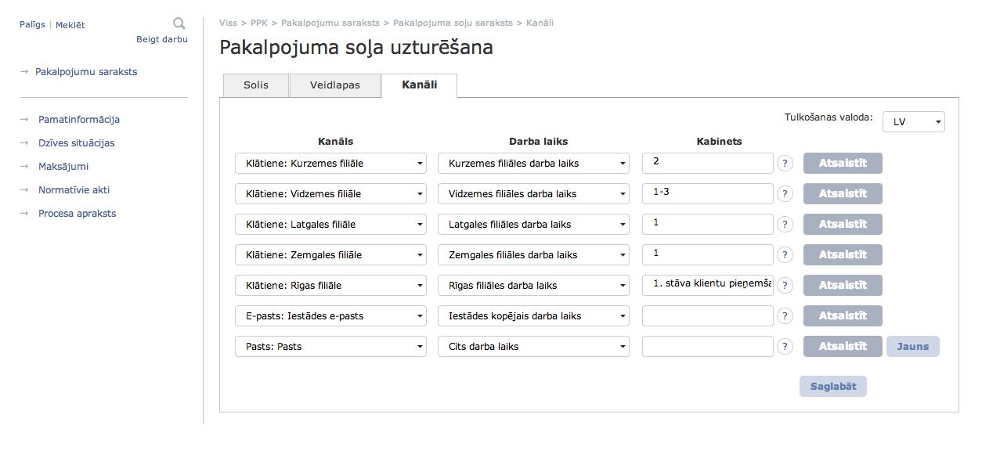 Palīgs | Meklēt
Beigt darbu
→ Pakalpojumu saraksts
→ Pamatinformācija
→ Dzīves situācijas
→ Maksājumi
→ Normatīvie akti
→ Procesa apraksts
Viss > PPK > Pakalpojumu saraksts > Pakalpojuma soļu saraksts > Kanāli
Pakalpojuma soļa uzturēšana
Solis Veidlapas Kanāli
Tulkošanas valoda: LV
Kanāls Darba laiks Kabinets
Klātiene: Kurzemes filiāle Kurzemes filiāles darba laiks 2 ? Atsaistīt
Klātiene: Vidzemes filiāle Vidzemes filiāles darba laiks 1-3 ? Atsaistīt
Klātiene: Latgales filiāle Latgales filiāles darba laiks 1 ? Atsaistīt
Klātiene: Zemgales filiāle Zemgales filiāles darba laiks 1 ? Atsaistīt
Klātiene: Rīgas filiāle Rīgas filiāles darba laiks 1. stāva klientu pieņemša ? Atsaistīt
E-pasts: Iestādes e-pasts Iestādes kopējais darba laiks ? Atsaistīt
Pasts: Pasts Cits darba laiks ? Atsaistīt Jauns
Saglabāt